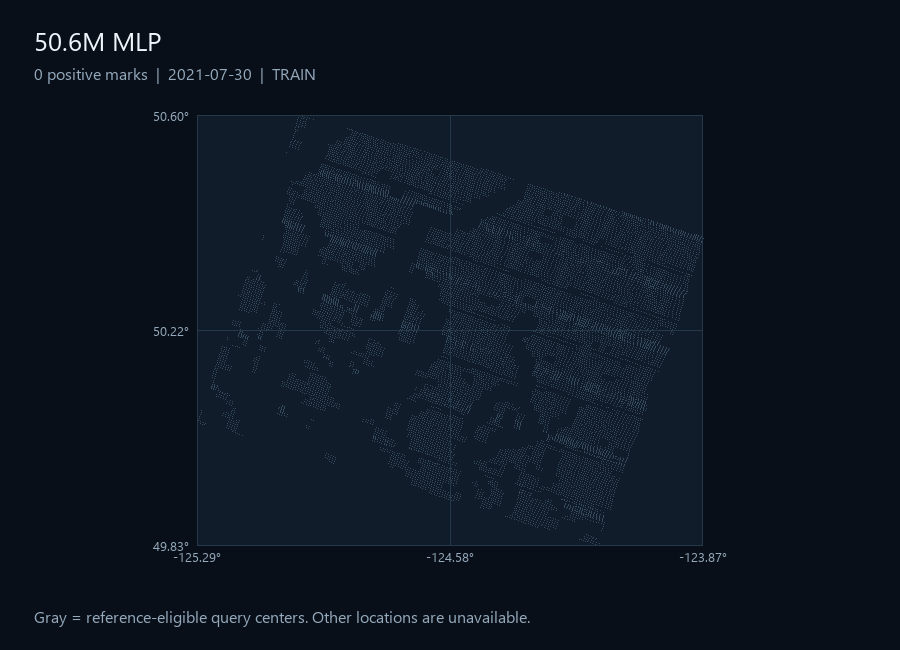 50.6M MLP
0 positive marks | 2021-07-30 | TRAIN
50.60°
50.22°
49.83°
-125.29° -124.58° -123.87°
Gray = reference-eligible query centers. Other locations are unavailable.